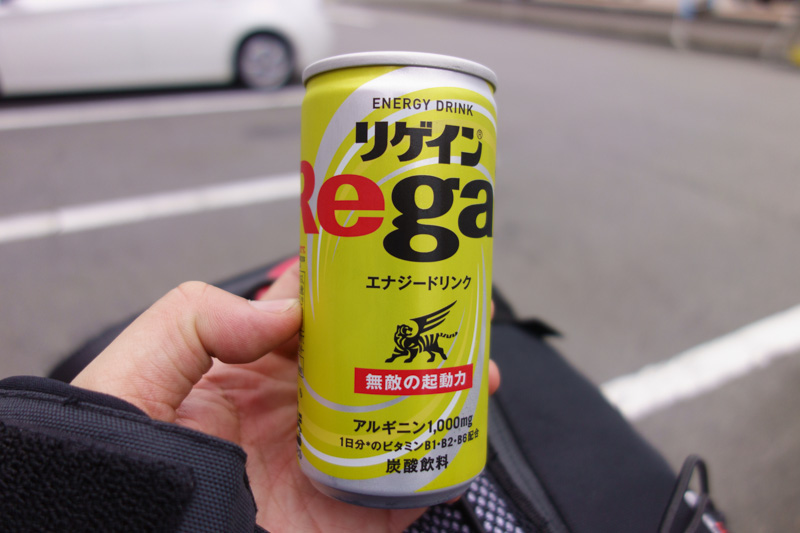 ENERGY DRINK
リゲイン®
Rega
エナジードリンク
無敵の起動力
アルギニン1,000mg
1日分*のビタミンB1・B2・B6配合
炭酸飲料